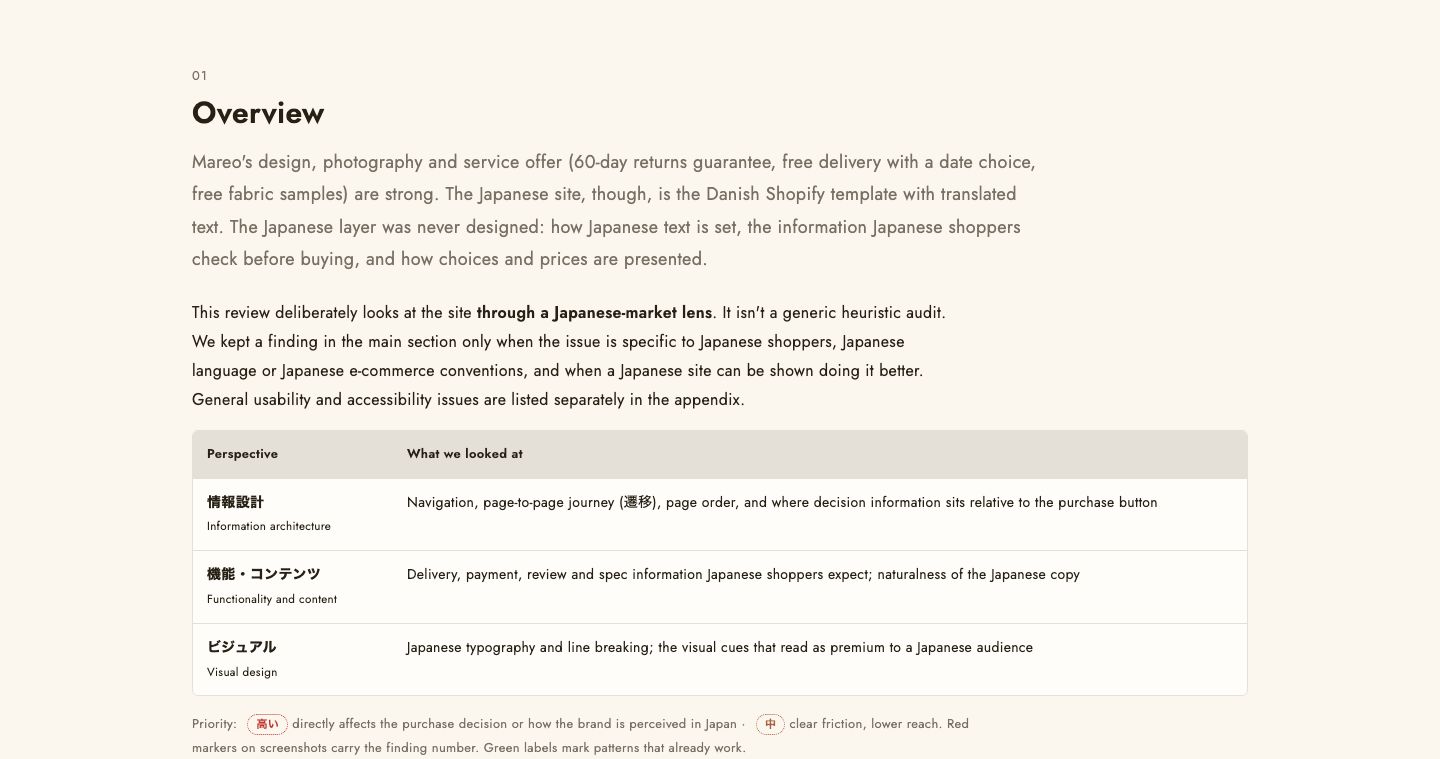 01
Overview
Mareo's design, photography and service offer (60-day returns guarantee, free delivery with a date choice,
free fabric samples) are strong. The Japanese site, though, is the Danish Shopify template with translated
text. The Japanese layer was never designed: how Japanese text is set, the information Japanese shoppers
check before buying, and how choices and prices are presented.
This review deliberately looks at the site through a Japanese-market lens. It isn't a generic heuristic audit.
We kept a finding in the main section only when the issue is specific to Japanese shoppers, Japanese
language or Japanese e-commerce conventions, and when a Japanese site can be shown doing it better.
General usability and accessibility issues are listed separately in the appendix.
Perspective What we looked at
情報設計 Navigation, page-to-page journey (遷移), page order, and where decision information sits relative to the purchase button
Information architecture
機能・コンテンツ Delivery, payment, review and spec information Japanese shoppers expect; naturalness of the Japanese copy
Functionality and content
ビジュアル Japanese typography and line breaking; the visual cues that read as premium to a Japanese audience
Visual design
Priority: 高い directly affects the purchase decision or how the brand is perceived in Japan · 中 clear friction, lower reach. Red
markers on screenshots carry the finding number. Green labels mark patterns that already work.